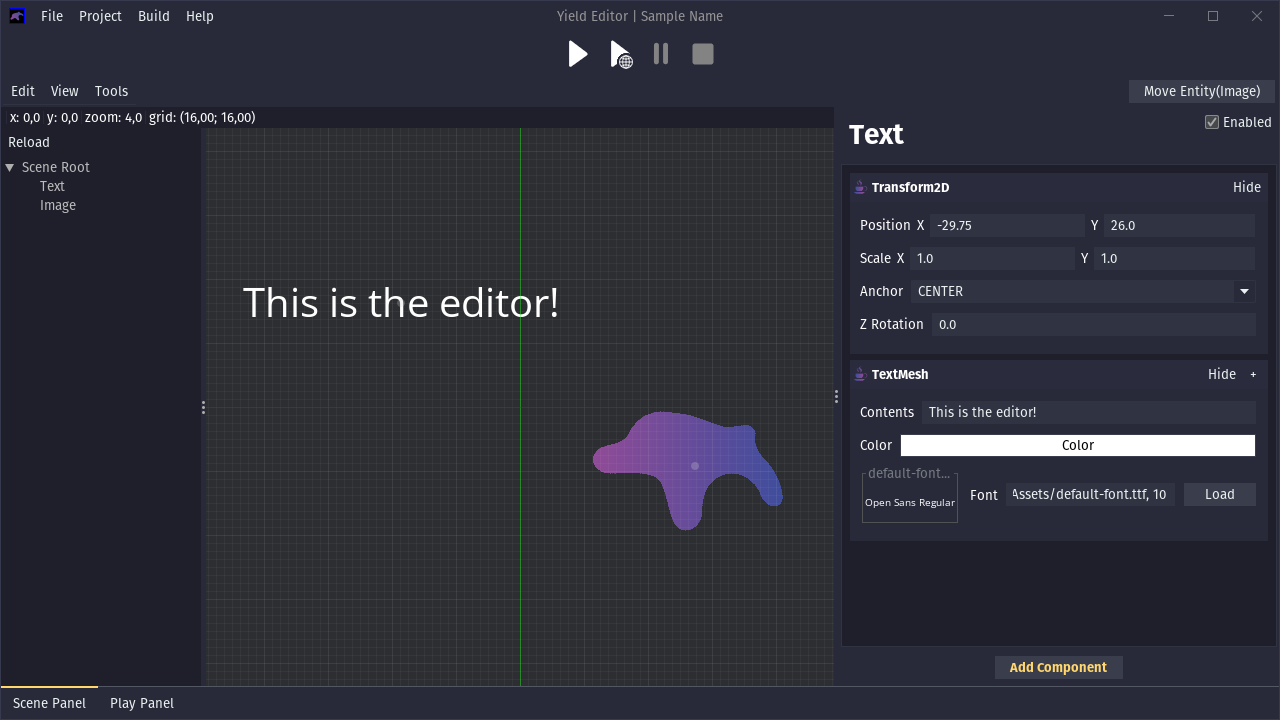 File Project Build Help
Yield Editor | Sample Name
Edit View Tools
Move Entity(Image)
x: 0,0 y: 0,0 zoom: 4,0 grid: (16,00; 16,00)
Reload
Scene Root
Text
Image
This is the editor!
Text
Enabled
Transform2D Hide
Position X -29.75 Y 26.0
Scale X 1.0 Y 1.0
Anchor CENTER
Z Rotation 0.0
TextMesh Hide +
Contents This is the editor!
Color Color
default-font...
Open Sans Regular
Font Assets/default-font.ttf, 10 Load
Add Component
Scene Panel Play Panel